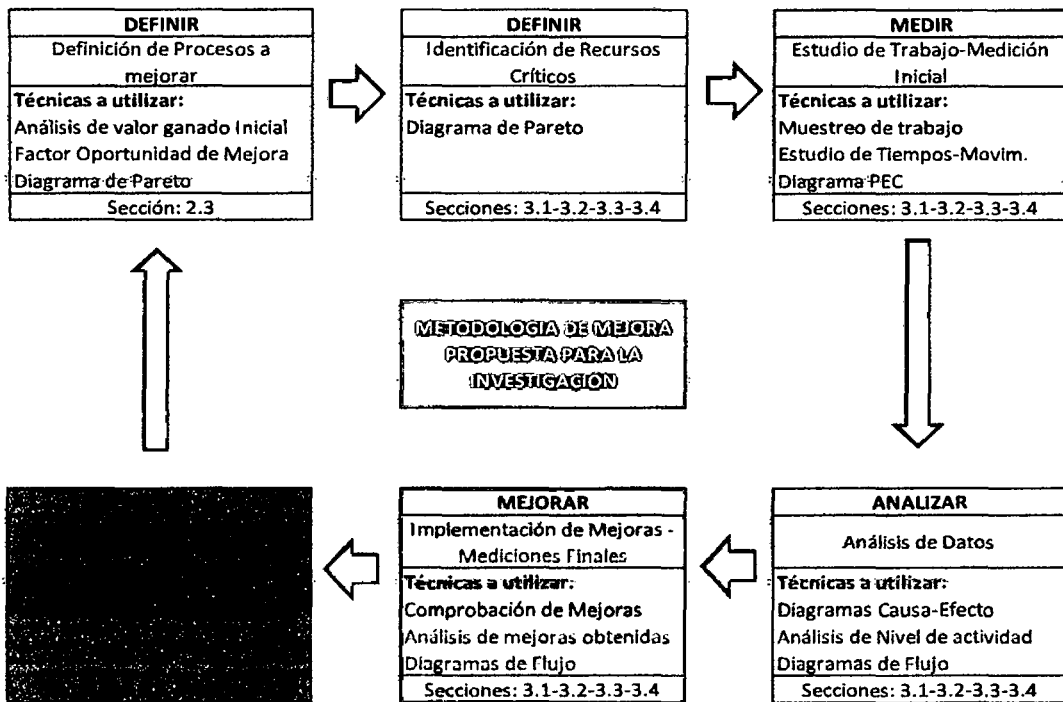 DEFINIR
Definición de Procesos a
mejorar
Técnicas a utilizar:
Análisis de valor ganado Inicial
Factor Oportunidad de Mejora
Diagrama de Pareto
Sección: 2.3
DEFINIR
Identificación de Recursos
Críticos
Técnicas a utilizar:
Diagrama de Pareto
Secciones: 3.1-3.2-3.3-3.4
MEDIR
Estudio de Trabajo-Medición
Inicial
Técnicas a utilizar:
Muestreo de trabajo
Estudio de Tiempos-Movim.
Diagrama PEC
Secciones: 3.1-3.2-3.3-3.4
METODOLOGIA DE MEJORA
PROPUESTA PARA LA
INVESTIGACIÓN
MEJORAR
Implementación de Mejoras -
Mediciones Finales
Técnicas a utilizar:
Comprobación de Mejoras
Análisis de mejoras obtenidas
Diagramas de Flujo
Secciones: 3.1-3.2-3.3-3.4
ANALIZAR
Análisis de Datos
Técnicas a utilizar:
Diagramas Causa-Efecto
Análisis de Nivel de actividad
Diagramas de Flujo
Secciones: 3.1-3.2-3.3-3.4